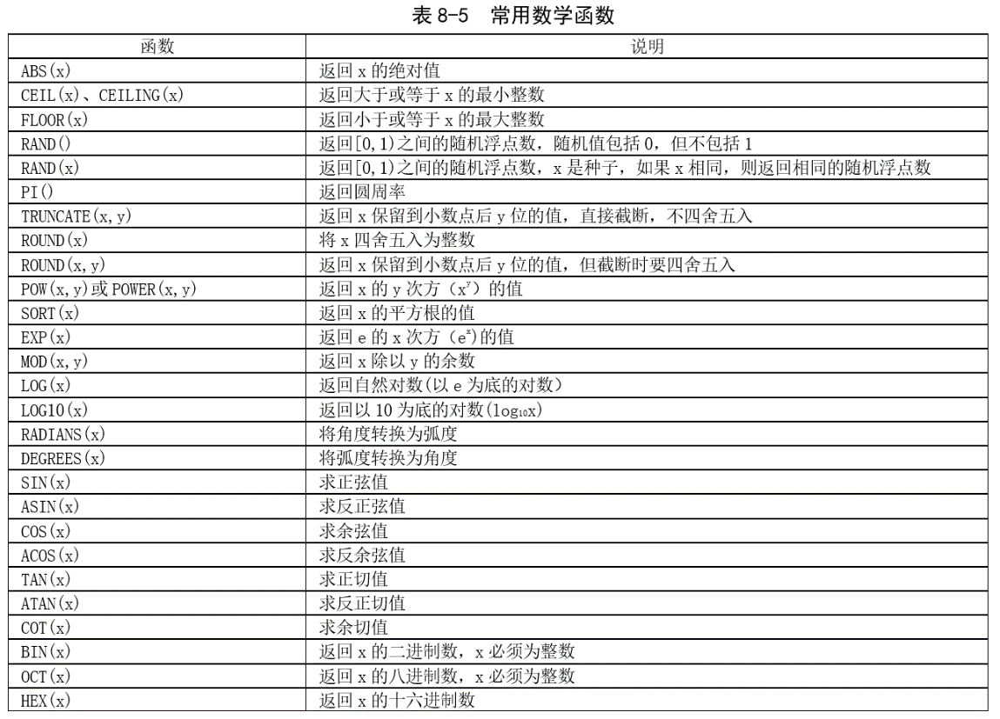 表 8-5 常用数学函数
函数 说明
ABS(x) 返回 x 的绝对值
CEIL(x)、CEILING(x) 返回大于或等于 x 的最小整数
FLOOR(x) 返回小于或等于 x 的最大整数
RAND() 返回[0,1)之间的随机浮点数，随机值包括 0，但不包括 1
RAND(x) 返回[0,1)之间的随机浮点数，x 是种子，如果 x 相同，则返回相同的随机浮点数
PI() 返回圆周率
TRUNCATE(x,y) 返回 x 保留到小数点后 y 位的值，直接截断，不四舍五入
ROUND(x) 将 x 四舍五入为整数
ROUND(x,y) 返回 x 保留到小数点后 y 位的值，但截断时要四舍五入
POW(x,y)或 POWER(x,y) 返回 x 的 y 次方（xʸ）的值
SORT(x) 返回 x 的平方根的值
EXP(x) 返回 e 的 x 次方（eˣ)的值
MOD(x,y) 返回 x 除以 y 的余数
LOG(x) 返回自然对数(以 e 为底的对数）
LOG10(x) 返回以 10 为底的对数(log₁₀x)
RADIANS(x) 将角度转换为弧度
DEGREES(x) 将弧度转换为角度
SIN(x) 求正弦值
ASIN(x) 求反正弦值
COS(x) 求余弦值
ACOS(x) 求反余弦值
TAN(x) 求正切值
ATAN(x) 求反正切值
COT(x) 求余切值
BIN(x) 返回 x 的二进制数，x 必须为整数
OCT(x) 返回 x 的八进制数，x 必须为整数
HEX(x) 返回 x 的十六进制数